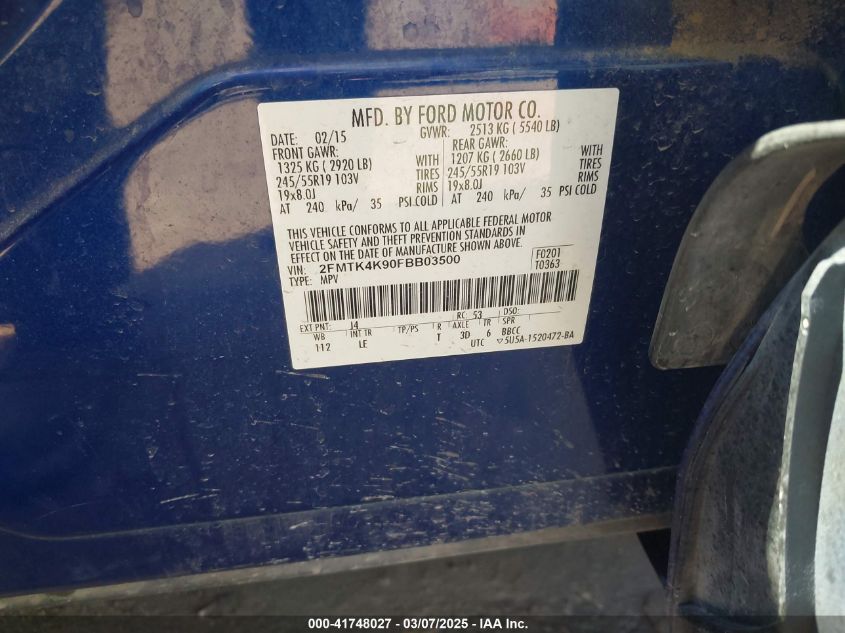 MFD. BY FORD MOTOR CO.
DATE: 02/15 GVWR: 2513 KG ( 5540 LB)
FRONT GAWR: REAR GAWR:
1325 KG ( 2920 LB) WITH 1207 KG ( 2660 LB) WITH
245/55R19 103V TIRES 245/55R19 103V TIRES
19x8.0J RIMS 19x8.0J RIMS
AT 240 kPa/ 35 PSI COLD AT 240 kPa/ 35 PSI COLD
THIS VEHICLE CONFORMS TO ALL APPLICABLE FEDERAL MOTOR
VEHICLE SAFETY AND THEFT PREVENTION STANDARDS IN
EFFECT ON THE DATE OF MANUFACTURE SHOWN ABOVE.
VIN: 2FMTK4K90FBB03500 F0201
TYPE: MPV T0363
EXT PNT: J4 RC: 53 DSO:
WB INT TR TP/PS R AXLE TR SPR
112 LE T 3D 6 BBCC
UTC ▽5U5A-1520472-BA
000-41748027 - 03/07/2025 - IAA Inc.